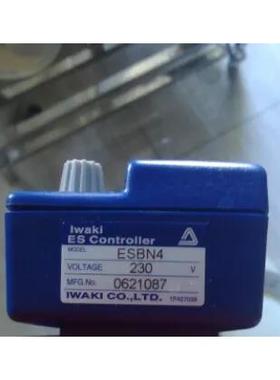 Iwaki
ES Controller
MODEL ESBN4
VOLTAGE 230 V
MFG.No. 0621087
IWAKI CO.,LTD.